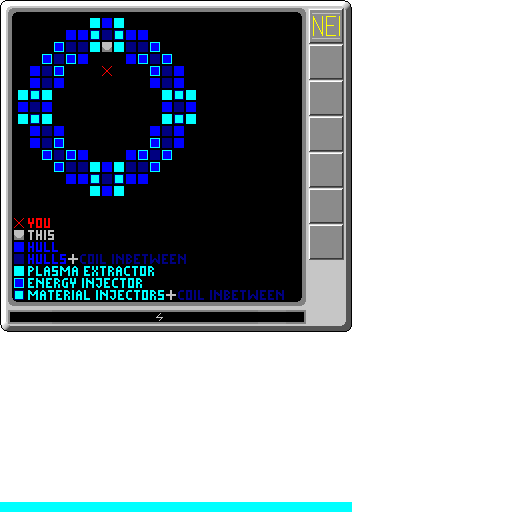 NEI
YOU
THIS
HULL
HULLS+COIL INBETWEEN
PLASMA EXTRACTOR
ENERGY INJECTOR
MATERIAL INJECTORS+COIL INBETWEEN